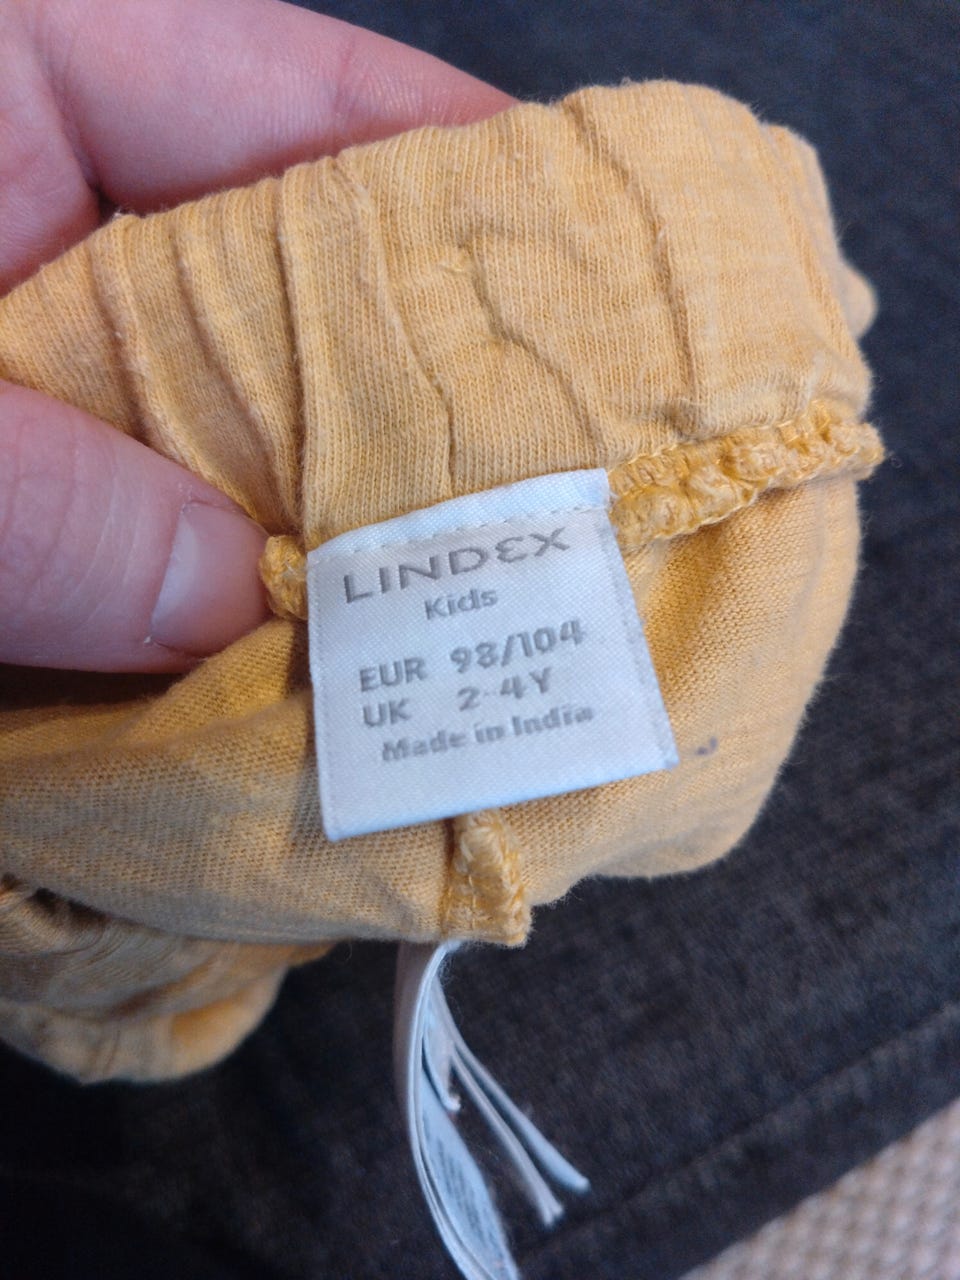 LINDEX
Kids
EUR 98/104
UK 2-4Y
Made in India